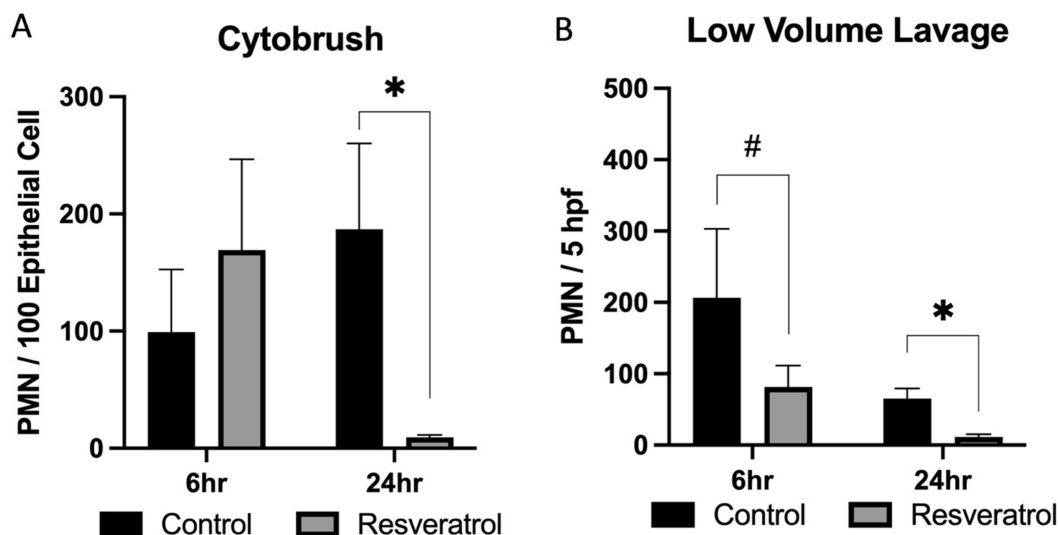 A
Cytobrush
PMN / 100 Epithelial Cell
300
200
100
0
*
6hr
24hr
Control
Resveratrol
B
Low Volume Lavage
PMN / 5 hpf
500
400
300
200
100
0
#
*
6hr
24hr
Control
Resveratrol